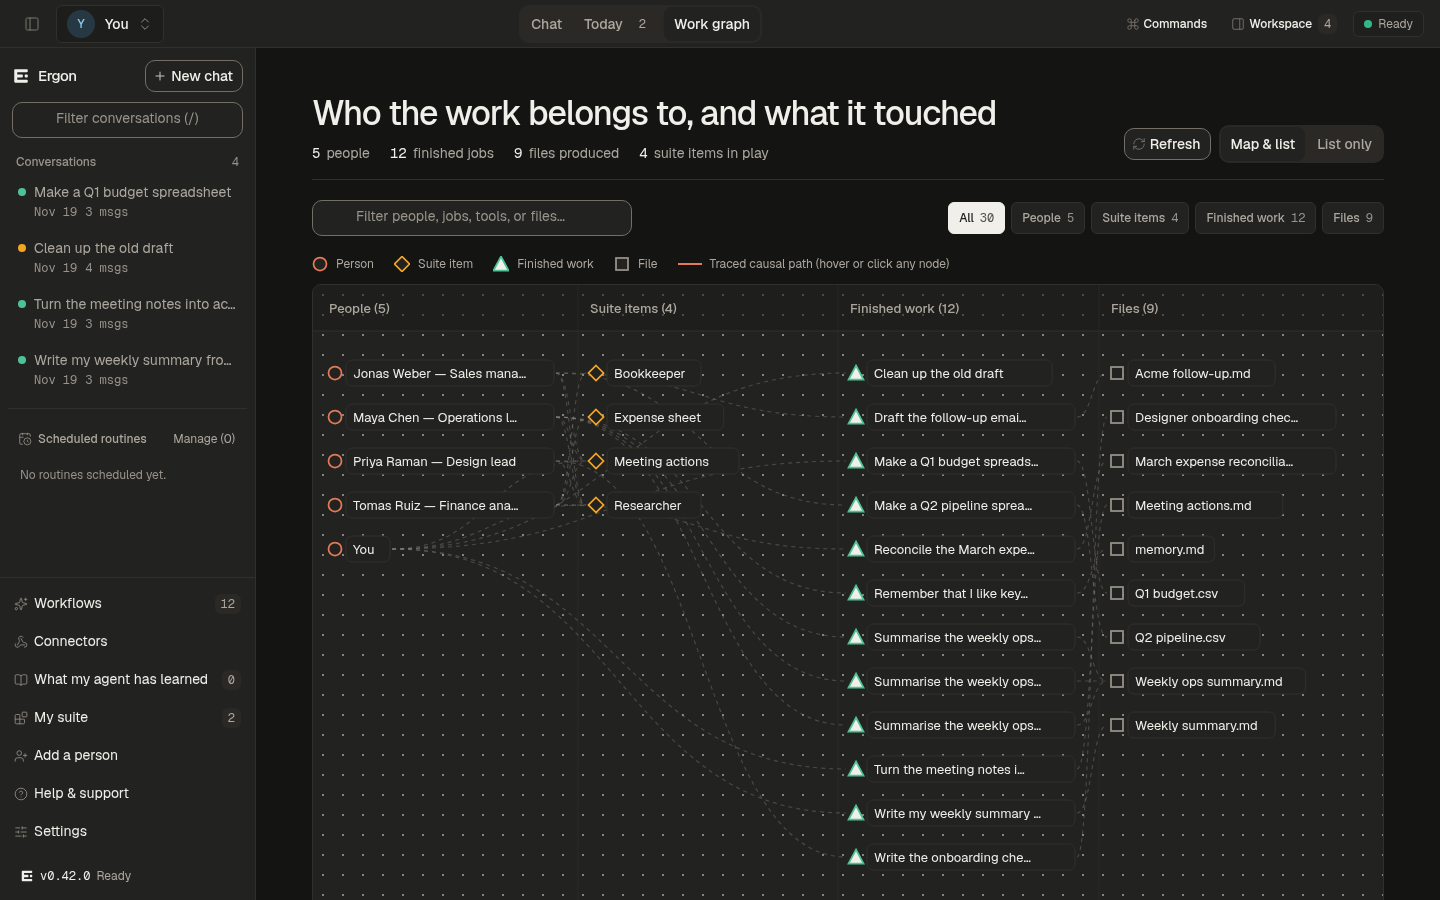 Y You
Chat Today 2 Work graph
Commands Workspace 4 Ready
Ergon + New chat
Filter conversations (/)
Conversations 4
Make a Q1 budget spreadsheet
Nov 19 3 msgs
Clean up the old draft
Nov 19 4 msgs
Turn the meeting notes into ac…
Nov 19 3 msgs
Write my weekly summary fro…
Nov 19 3 msgs
Scheduled routines Manage (0)
No routines scheduled yet.
Workflows 12
Connectors
What my agent has learned 0
My suite 2
Add a person
Help & support
Settings
v0.42.0 Ready
Who the work belongs to, and what it touched
5 people 12 finished jobs 9 files produced 4 suite items in play
Refresh Map & list List only
Filter people, jobs, tools, or files…
All 30 People 5 Suite items 4 Finished work 12 Files 9
Person Suite item Finished work File Traced causal path (hover or click any node)
People (5) Suite items (4) Finished work (12) Files (9)
Jonas Weber — Sales mana… Bookkeeper Clean up the old draft Acme follow-up.md
Maya Chen — Operations l… Expense sheet Draft the follow-up emai… Designer onboarding chec…
Priya Raman — Design lead Meeting actions Make a Q1 budget spreads… March expense reconcilia…
Tomas Ruiz — Finance ana… Researcher Make a Q2 pipeline sprea… Meeting actions.md
You Reconcile the March expe… memory.md
Remember that I like key… Q1 budget.csv
Summarise the weekly ops… Q2 pipeline.csv
Summarise the weekly ops… Weekly ops summary.md
Summarise the weekly ops… Weekly summary.md
Turn the meeting notes i…
Write my weekly summary …
Write the onboarding che…